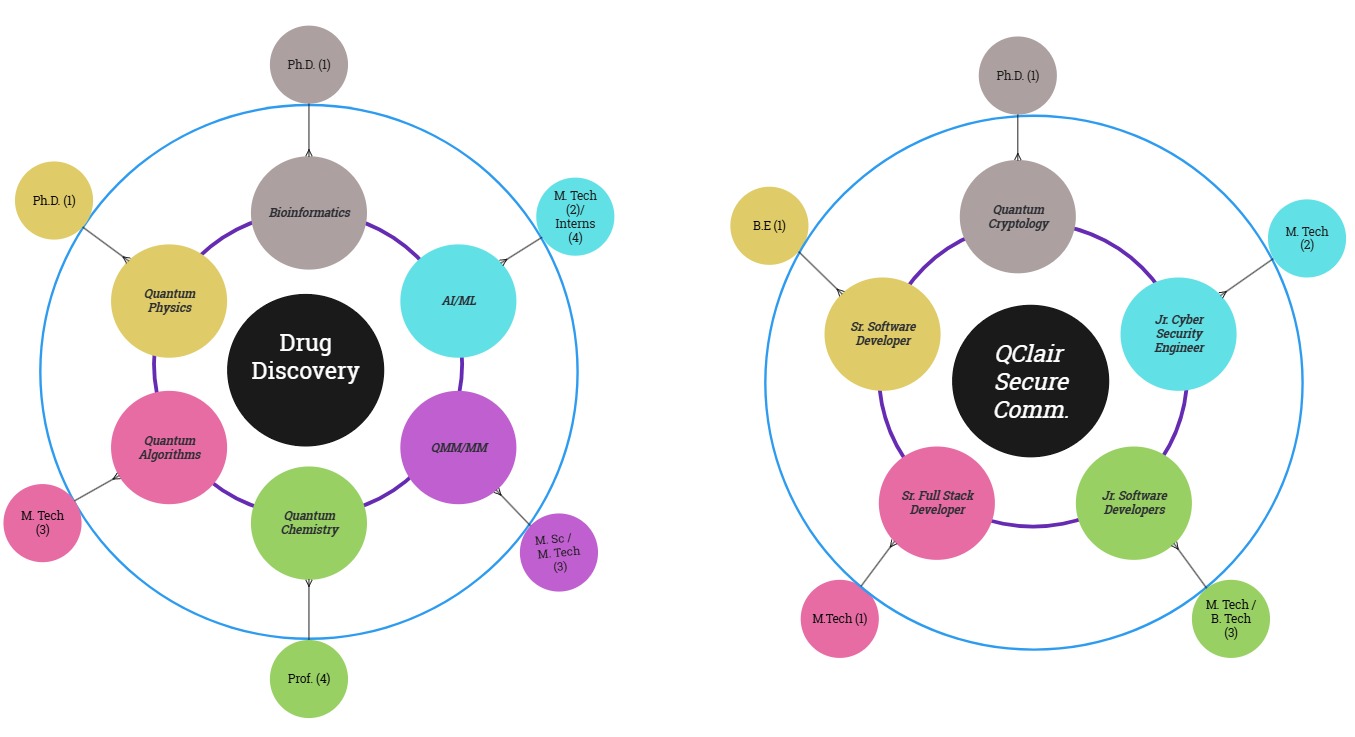 Ph.D. (1)
Ph.D. (1)
M. Tech
(2)/
Interns
(4)
Bioinformatics
Quantum
Physics
AI/ML
Drug
Discovery
Quantum
Algorithms
QMM/MM
Quantum
Chemistry
M. Tech
(3)
M. Sc /
M. Tech
(3)
Prof. (4)
Ph.D. (1)
B.E (1)
M. Tech
(2)
Quantum
Cryptology
Sr. Software
Developer
Jr. Cyber
Security
Engineer
QClair
Secure
Comm.
Sr. Full Stack
Developer
Jr. Software
Developers
M.Tech (1)
M. Tech /
B. Tech
(3)